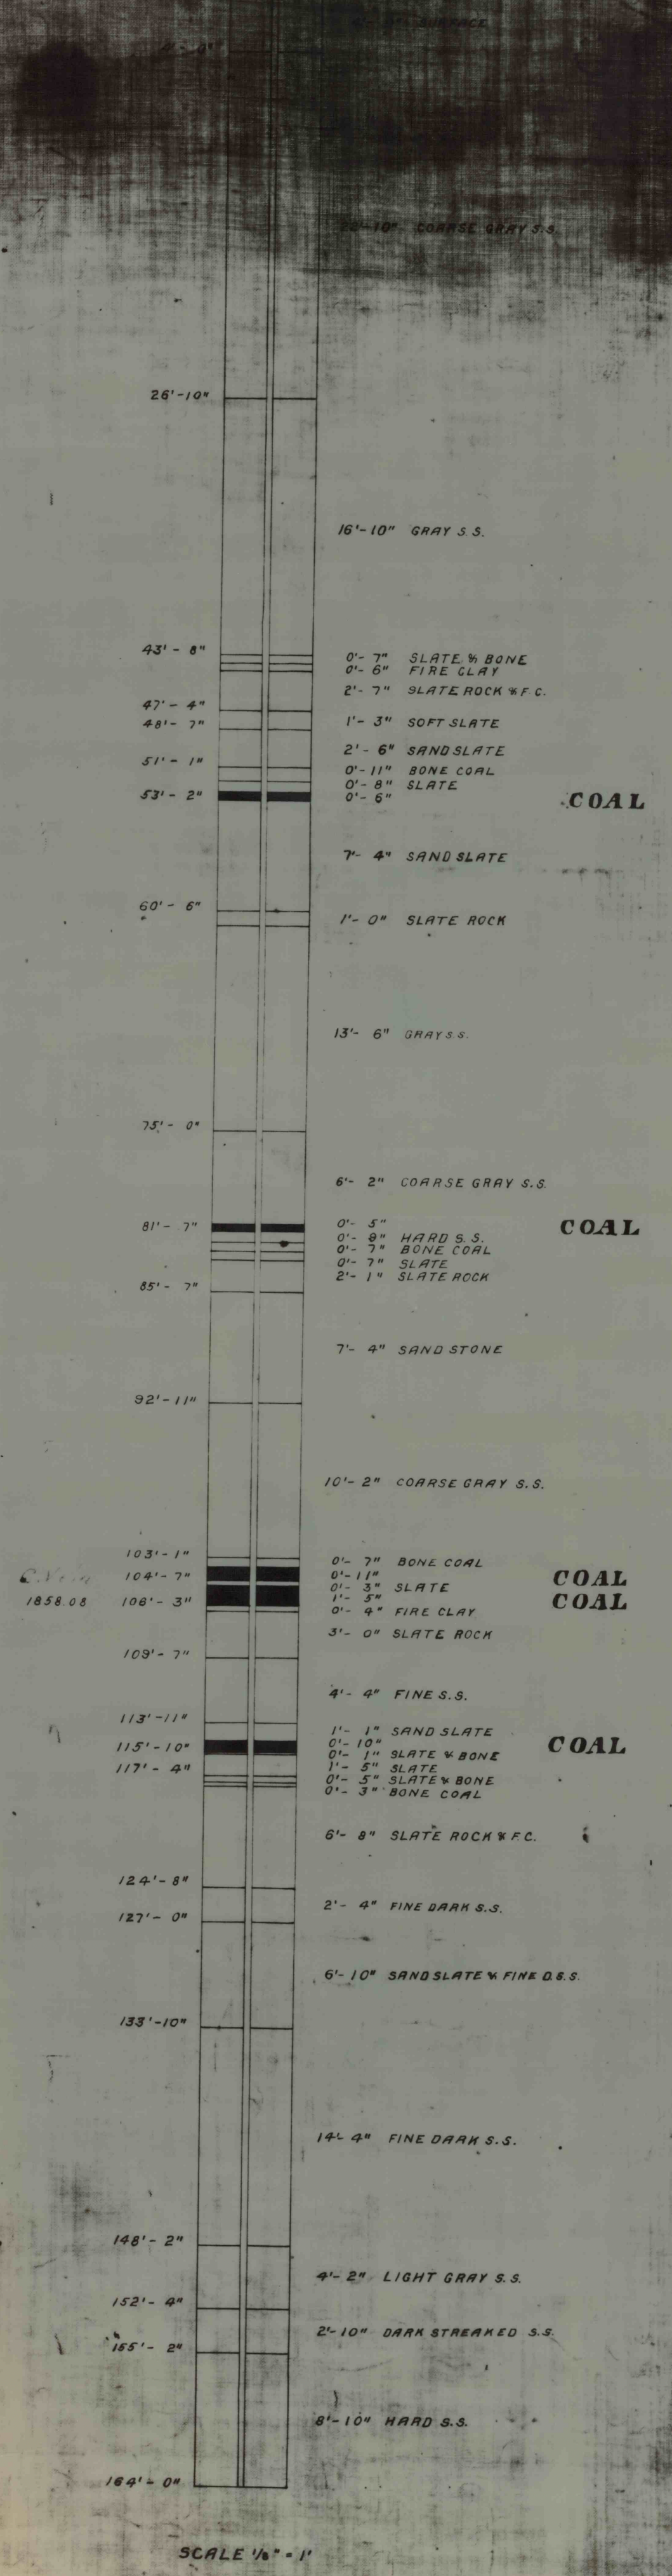 SURFACE
COARSE GRAY S.S.
26'-10"
16'-10" GRAY S.S.
43'-8"
0'-7" SLATE & BONE
0'-6" FIRE CLAY
2'-7" SLATE ROCK & F.C.
47'-4"
48'-7" 1'-3" SOFT SLATE
2'-6" SAND SLATE
51'-1"
0'-11" BONE COAL
0'-8" SLATE
53'-2" 0'-6" COAL
7'-4" SAND SLATE
60'-6"
1'-0" SLATE ROCK
13'-6" GRAY S.S.
75'-0"
6'-2" COARSE GRAY S.S.
81'-7" 0'-5" COAL
0'-8" HARD S.S.
0'-7" BONE COAL
0'-7" SLATE
2'-1" SLATE ROCK
85'-7"
7'-4" SAND STONE
92'-11"
10'-2" COARSE GRAY S.S.
103'-1"
0'-7" BONE COAL
104'-7" 0'-11" COAL
0'-3" SLATE
1858.08 106'-3" 1'-5" COAL
0'-4" FIRE CLAY
3'-0" SLATE ROCK
109'-7"
4'-4" FINE S.S.
113'-11"
1'-1" SAND SLATE
115'-10" 0'-10" COAL
0'-1" SLATE & BONE
117'-4" 1'-5" SLATE
0'-5" SLATE & BONE
0'-3" BONE COAL
6'-8" SLATE ROCK & F.C.
124'-8"
2'-4" FINE DARK S.S.
127'-0"
6'-10" SAND SLATE & FINE D.S.S.
133'-10"
14'-4" FINE DARK S.S.
148'-2"
4'-2" LIGHT GRAY S.S.
152'-4"
2'-10" DARK STREAKED S.S.
155'-2"
8'-10" HARD S.S.
164'-0"
SCALE 1/8" = 1'